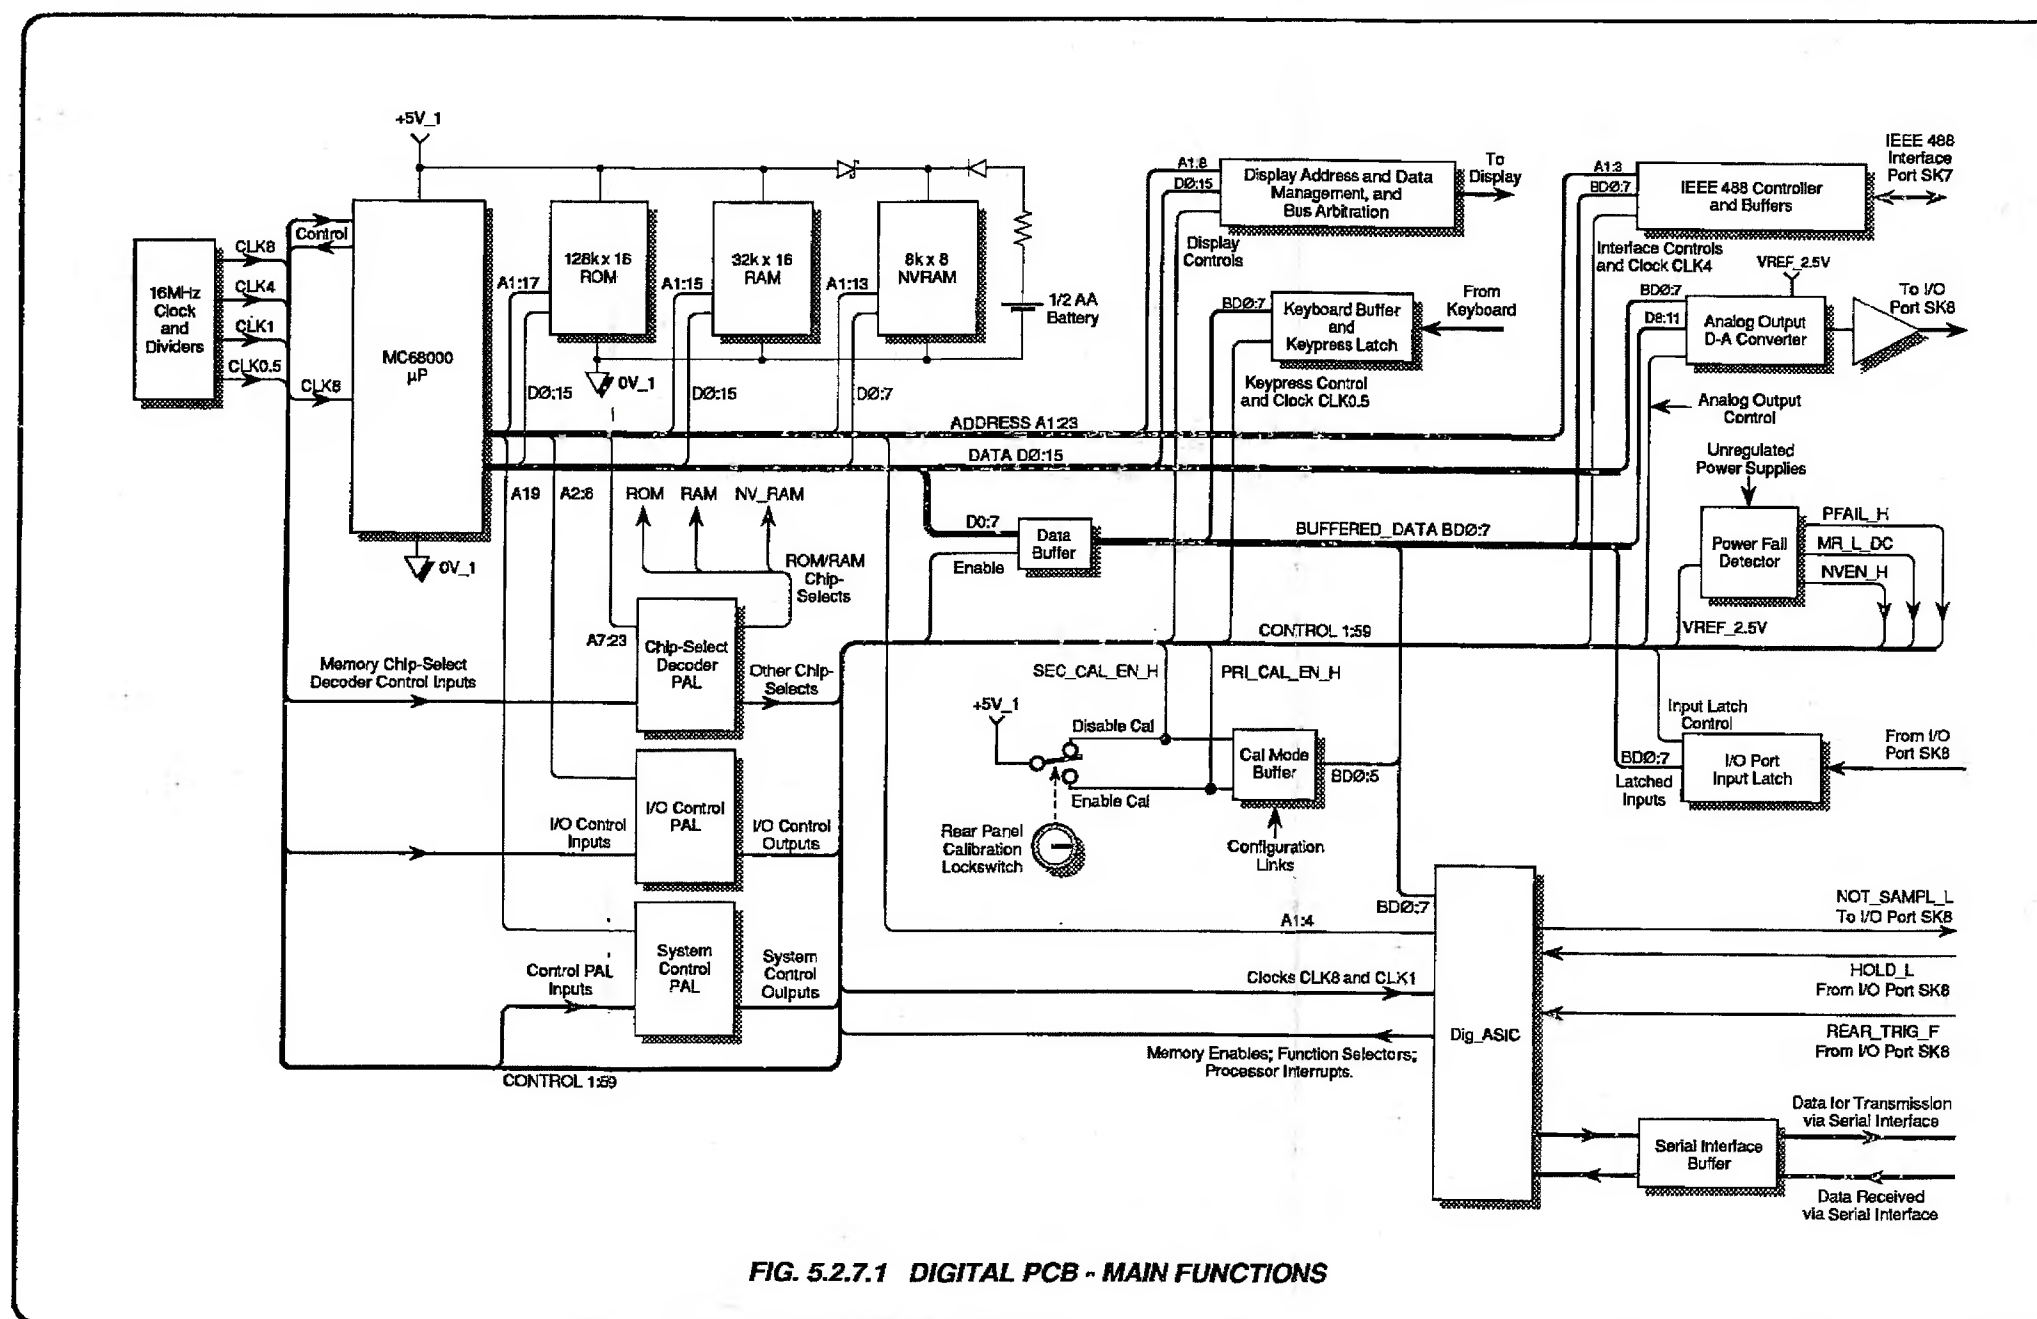 +5V_1
16MHz
Clock
and
Dividers
CLK8
CLK4
CLK1
CLK0.5
Control
CLK8
MC68000
µP
0V_1
128k x 16
ROM
A1:17
DØ:15
0V_1
32k x 16
RAM
A1:15
DØ:15
8k x 8
NVRAM
A1:13
DØ:7
1/2 AA
Battery
A1:8
DØ:15
Display Address and Data
Management, and
Bus Arbitration
To
Display
Display
Controls
A1:3
BDØ:7
IEEE 488 Controller
and Buffers
IEEE 488
Interface
Port SK7
Interface Controls
and Clock CLK4
BDØ:7
Keyboard Buffer
and
Keypress Latch
From
Keyboard
Keypress Control
and Clock CLK0.5
VREF_2.5V
BDØ:7
D8:11
Analog Output
D-A Converter
To I/O
Port SK8
Analog Output
Control
ADDRESS A1:23
DATA DØ:15
A19
A2:6
ROM
RAM
NV_RAM
ROM/RAM
Chip-
Selects
D0:7
Data
Buffer
Enable
BUFFERED_DATA BDØ:7
Unregulated
Power Supplies
Power Fail
Detector
PFAIL_H
MR_L_DC
NVEN_H
VREF_2.5V
CONTROL 1:59
A7:23
Chip-Select
Decoder
PAL
Memory Chip-Select
Decoder Control Inputs
Other Chip-
Selects
SEC_CAL_EN_H
PRI_CAL_EN_H
+5V_1
Disable Cal
Enable Cal
Cal Mode
Buffer
BDØ:5
Rear Panel
Calibration
Lockswitch
Configuration
Links
Input Latch
Control
BDØ:7
Latched
Inputs
I/O Port
Input Latch
From I/O
Port SK8
I/O Control
PAL
I/O Control
Inputs
I/O Control
Outputs
System
Control
PAL
Control PAL
Inputs
System
Control
Outputs
CONTROL 1:59
BDØ:7
A1:4
Clocks CLK8 and CLK1
Dig_ASIC
Memory Enables; Function Selectors;
Processor Interrupts.
NOT_SAMPL_L
To I/O Port SK8
HOLD_L
From I/O Port SK8
REAR_TRIG_F
From I/O Port SK8
Data for Transmission
via Serial Interface
Serial Interface
Buffer
Data Received
via Serial Interface
FIG. 5.2.7.1 DIGITAL PCB - MAIN FUNCTIONS